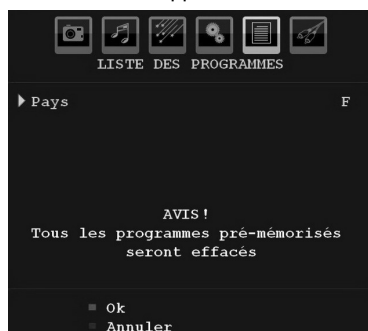 LISTE DES PROGRAMMES
Pays F
AVIS!
Tous les programmes pré-mémorisés
seront effacés
Ok
Annuler